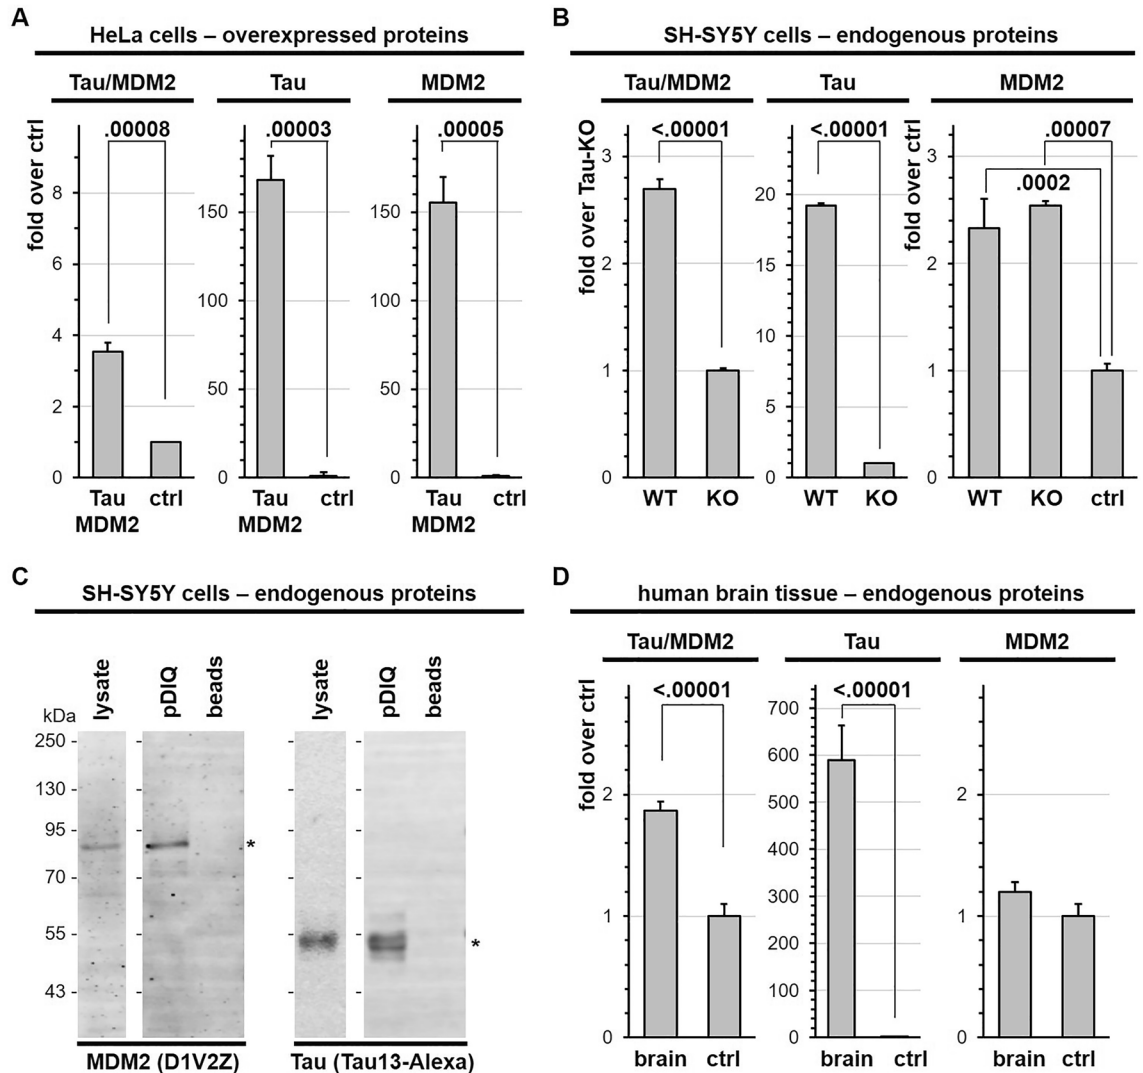 A
HeLa cells – overexpressed proteins
Tau/MDM2
Tau
MDM2
fold over ctrl
.00008
.00003
.00005
8
6
4
2
0
150
100
50
0
150
100
50
0
Tau ctrl
MDM2
Tau ctrl
MDM2
Tau ctrl
MDM2
B
SH-SY5Y cells – endogenous proteins
Tau/MDM2
Tau
MDM2
fold over Tau-KO
<.00001
<.00001
fold over ctrl
.00007
.0002
3
2
1
0
20
15
10
5
0
3
2
1
0
WT KO
WT KO
WT KO ctrl
C
SH-SY5Y cells – endogenous proteins
lysate
pDIQ
beads
lysate
pDIQ
beads
kDa
250 -
130 -
95 -
70 -
55 -
43 -
*
*
MDM2 (D1V2Z)
Tau (Tau13-Alexa)
D
human brain tissue – endogenous proteins
Tau/MDM2
Tau
MDM2
fold over ctrl
<.00001
<.00001
2
1
0
700
600
500
400
300
200
100
0
2
1
0
brain ctrl
brain ctrl
brain ctrl